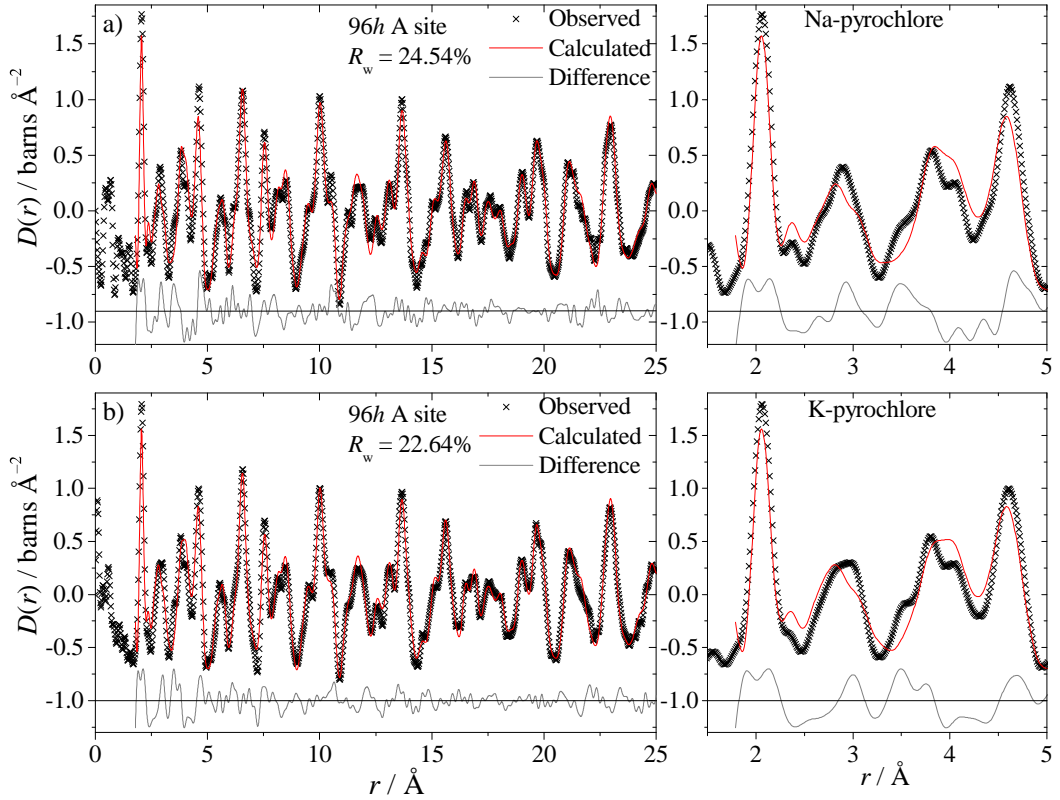 a)
96h A site
R_w = 24.54%
Observed
Calculated
Difference
Na-pyrochlore
D(r) / barns Å⁻²
1.5
1.0
0.5
0.0
-0.5
-1.0
0 5 10 15 20 25
2 3 4 5
b)
96h A site
R_w = 22.64%
Observed
Calculated
Difference
K-pyrochlore
D(r) / barns Å⁻²
1.5
1.0
0.5
0.0
-0.5
-1.0
0 5 10 15 20 25
2 3 4 5
r / Å
r / Å